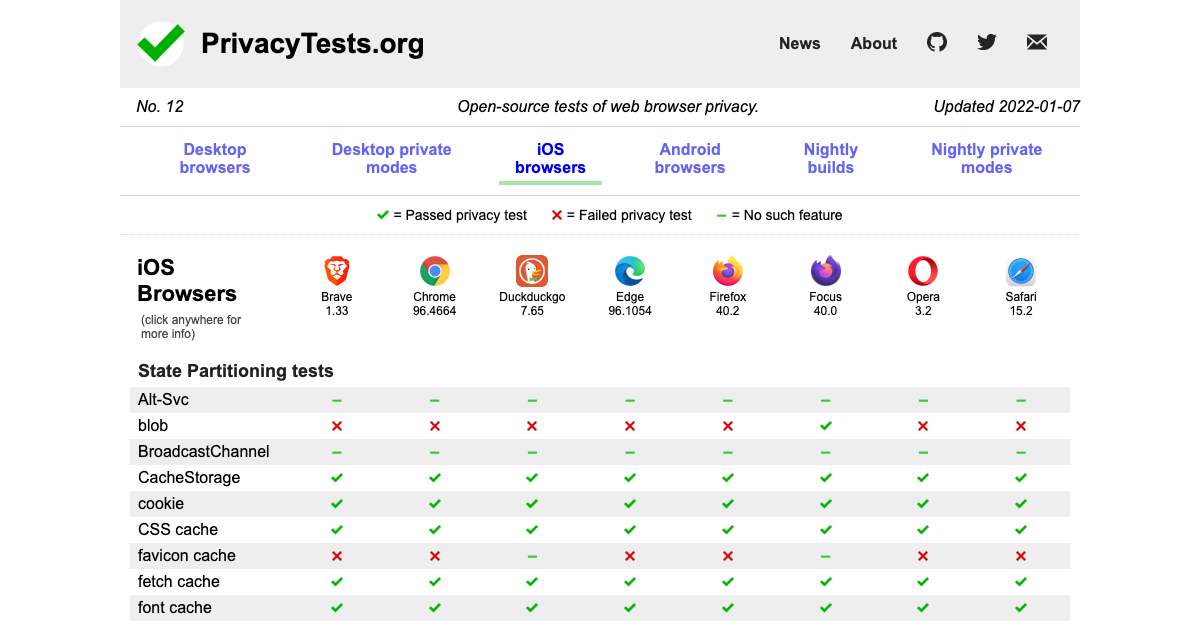 PrivacyTests.org
News About
No. 12 Open-source tests of web browser privacy. Updated 2022-01-07
Desktop browsers Desktop private modes iOS browsers Android browsers Nightly builds Nightly private modes
= Passed privacy test = Failed privacy test = No such feature
iOS
Browsers
(click anywhere for
more info)
Brave Chrome Duckduckgo Edge Firefox Focus Opera Safari
1.33 96.4664 7.65 96.1054 40.2 40.0 3.2 15.2
State Partitioning tests
Alt-Svc
blob
BroadcastChannel
CacheStorage
cookie
CSS cache
favicon cache
fetch cache
font cache